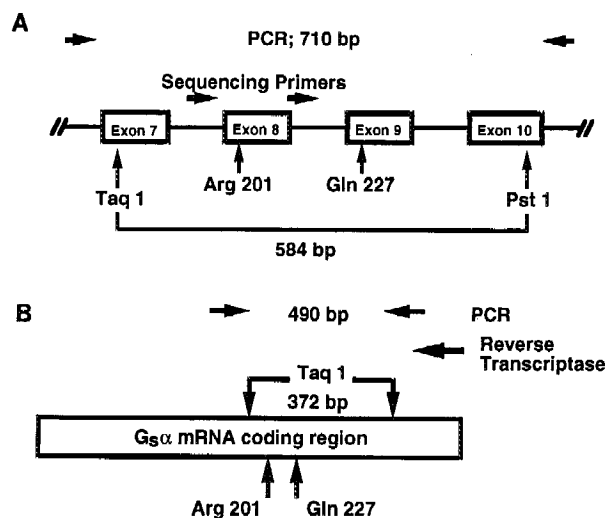 A
PCR; 710 bp
Sequencing Primers
Exon 7 Exon 8 Exon 9 Exon 10
Arg 201 Gln 227
Taq 1 Pst 1
584 bp
B
490 bp PCR
Reverse
Transcriptase
Taq 1
372 bp
Gsα mRNA coding region
Arg 201 Gln 227